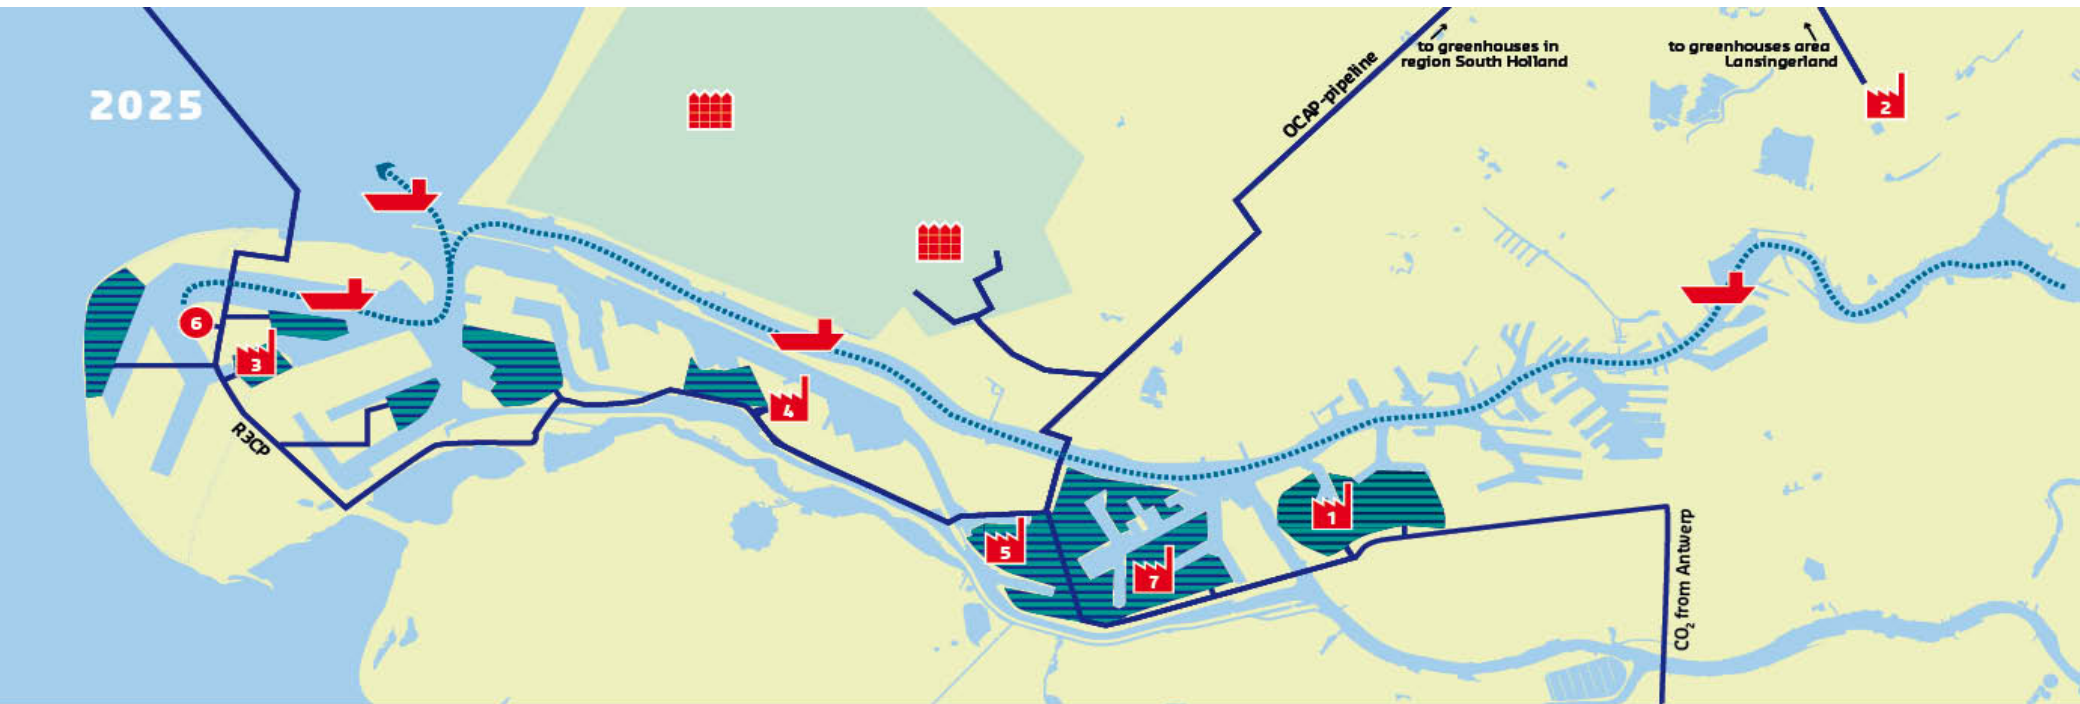 2025
to greenhouses in
region South Holland
to greenhouses area
Lansingerland
OCAP-pipeline
2
6
3
R3CP
4
5
7
1
CO₂ from Antwerp